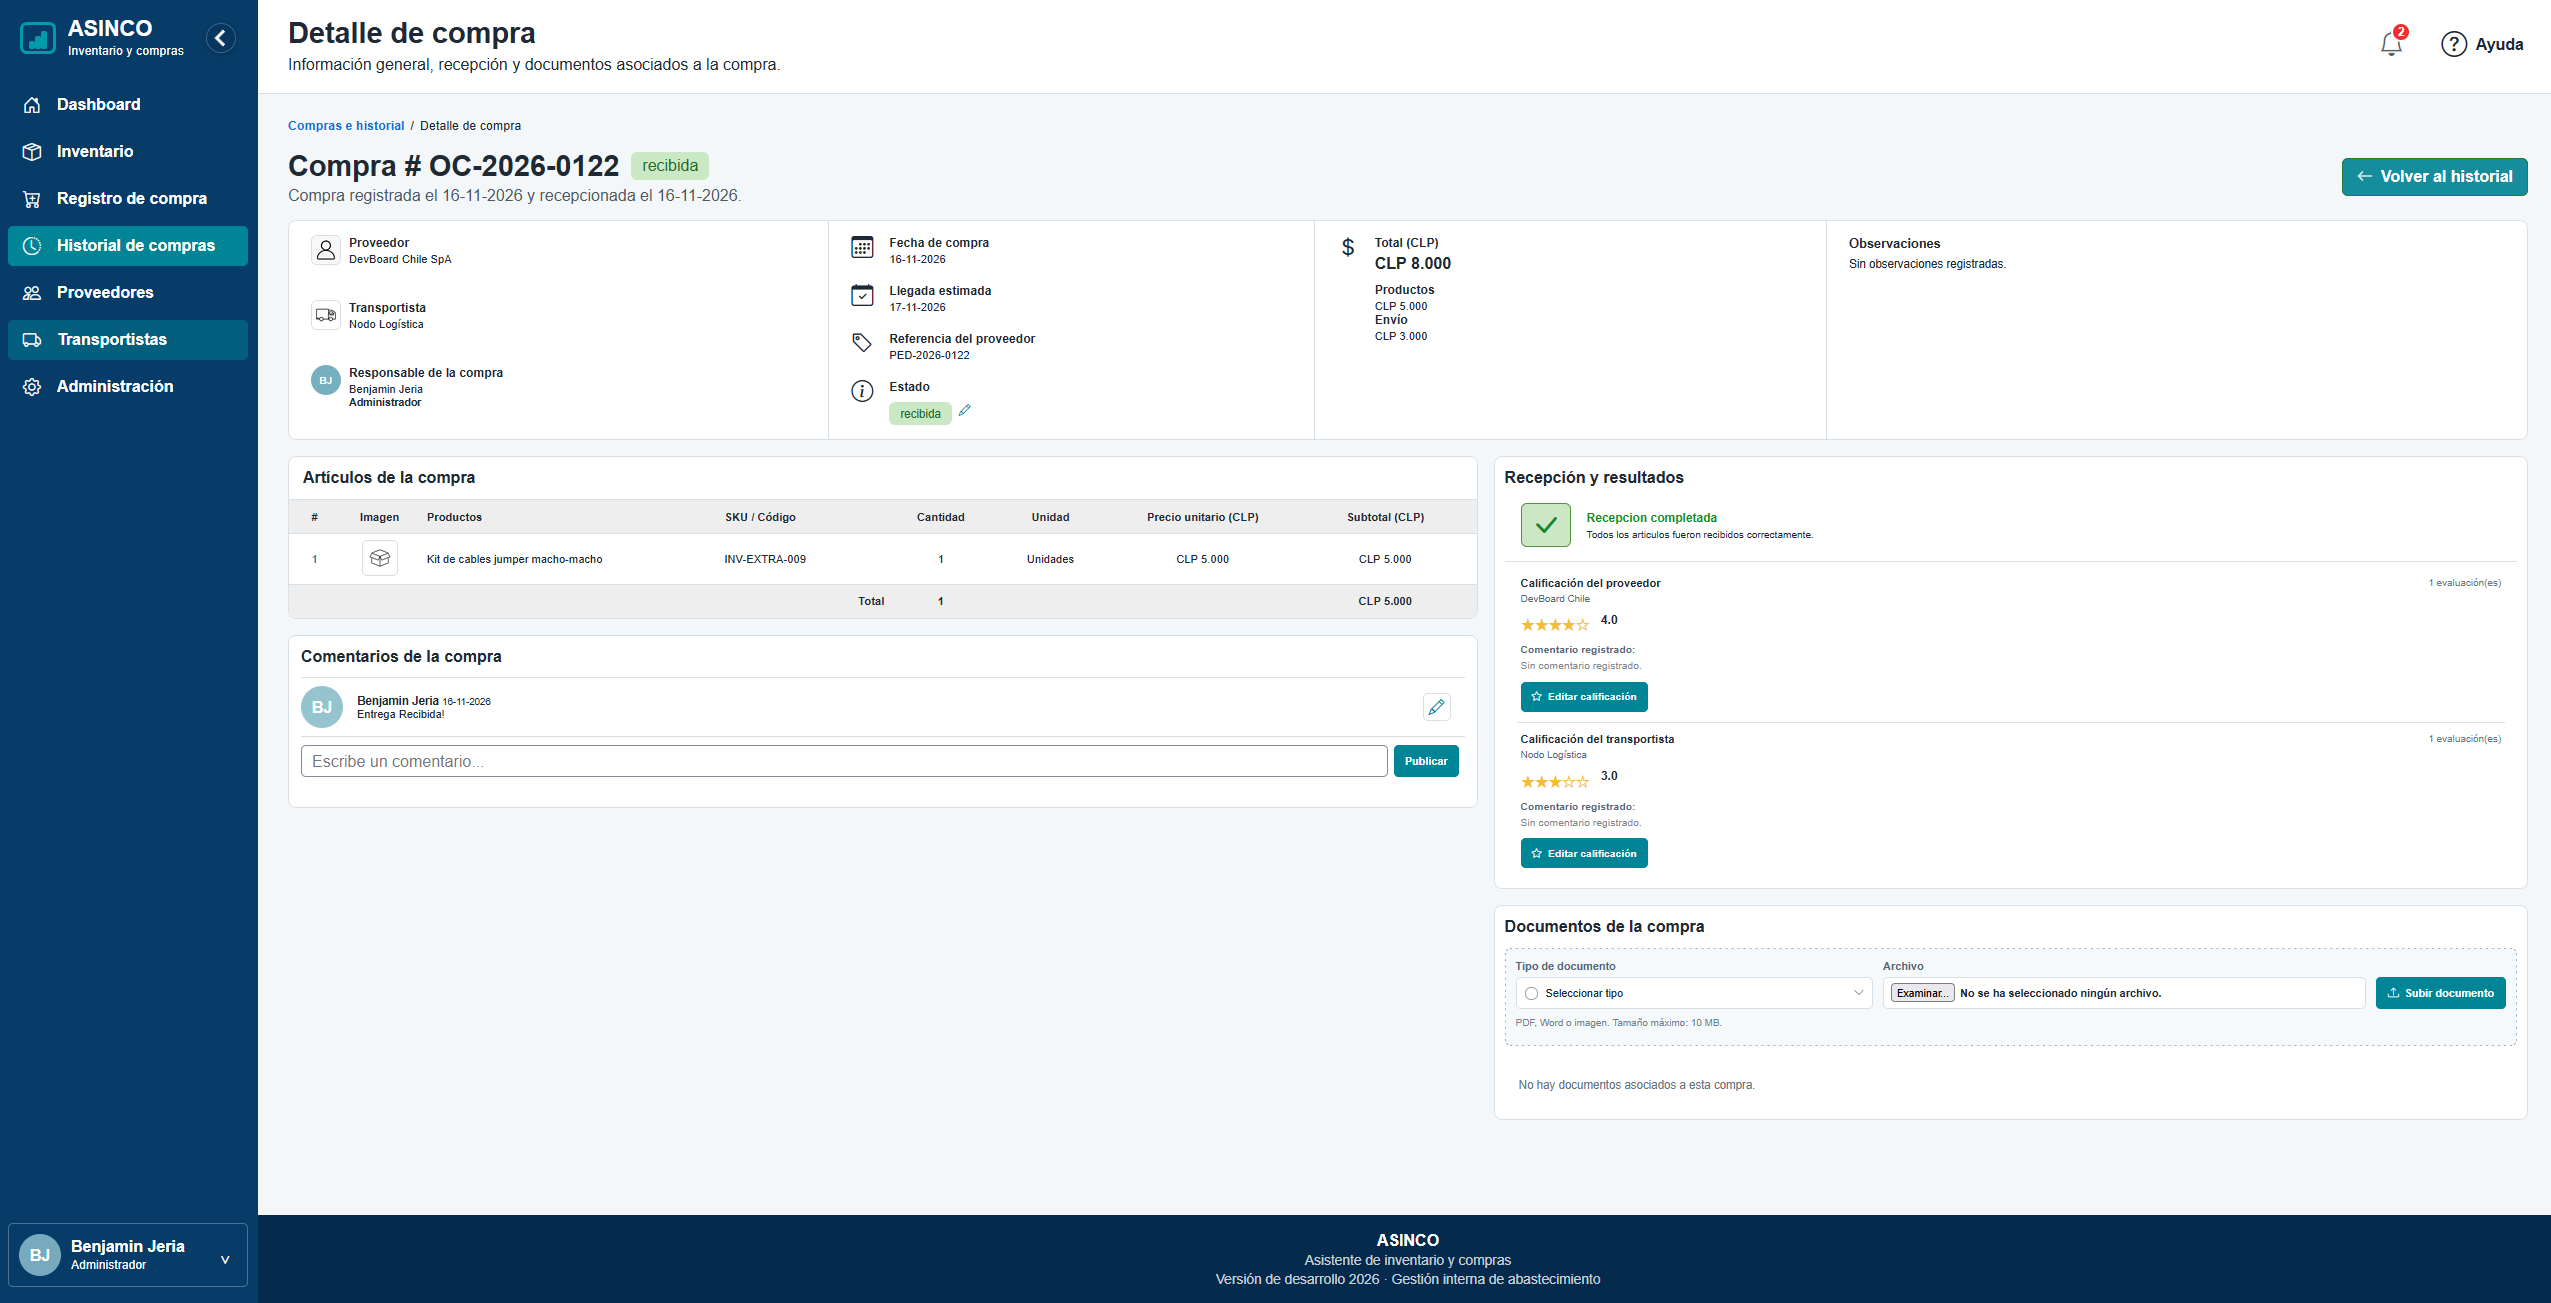 ASINCO
Inventario y compras
Dashboard
Inventario
Registro de compra
Historial de compras
Proveedores
Transportistas
Administración
BJ
Benjamin Jeria
Administrador
v
Detalle de compra
Información general, recepción y documentos asociados a la compra.
2
? Ayuda
Compras e historial / Detalle de compra
Compra # OC-2026-0122 recibida
Compra registrada el 16-11-2026 y recepcionada el 16-11-2026.
← Volver al historial
Proveedor
DevBoard Chile SpA
Transportista
Nodo Logística
BJ
Responsable de la compra
Benjamin Jeria
Administrador
Fecha de compra
16-11-2026
Llegada estimada
17-11-2026
Referencia del proveedor
PED-2026-0122
Estado
recibida
$
Total (CLP)
CLP 8.000
Productos
CLP 5.000
Envío
CLP 3.000
Observaciones
Sin observaciones registradas.
Artículos de la compra
# Imagen Productos SKU / Código Cantidad Unidad Precio unitario (CLP) Subtotal (CLP)
1 Kit de cables jumper macho-macho INV-EXTRA-009 1 Unidades CLP 5.000 CLP 5.000
Total 1 CLP 5.000
Comentarios de la compra
BJ
Benjamin Jeria 16-11-2026
Entrega Recibida!
Escribe un comentario...
Publicar
Recepción y resultados
Recepcion completada
Todos los articulos fueron recibidos correctamente.
Calificación del proveedor 1 evaluación(es)
DevBoard Chile
★★★★☆ 4.0
Comentario registrado:
Sin comentario registrado.
Editar calificación
Calificación del transportista 1 evaluación(es)
Nodo Logística
★★★☆☆ 3.0
Comentario registrado:
Sin comentario registrado.
Editar calificación
Documentos de la compra
Tipo de documento Archivo
Seleccionar tipo Examinar... No se ha seleccionado ningún archivo. Subir documento
PDF, Word o imagen. Tamaño máximo: 10 MB.
No hay documentos asociados a esta compra.
ASINCO
Asistente de inventario y compras
Versión de desarrollo 2026 · Gestión interna de abastecimiento